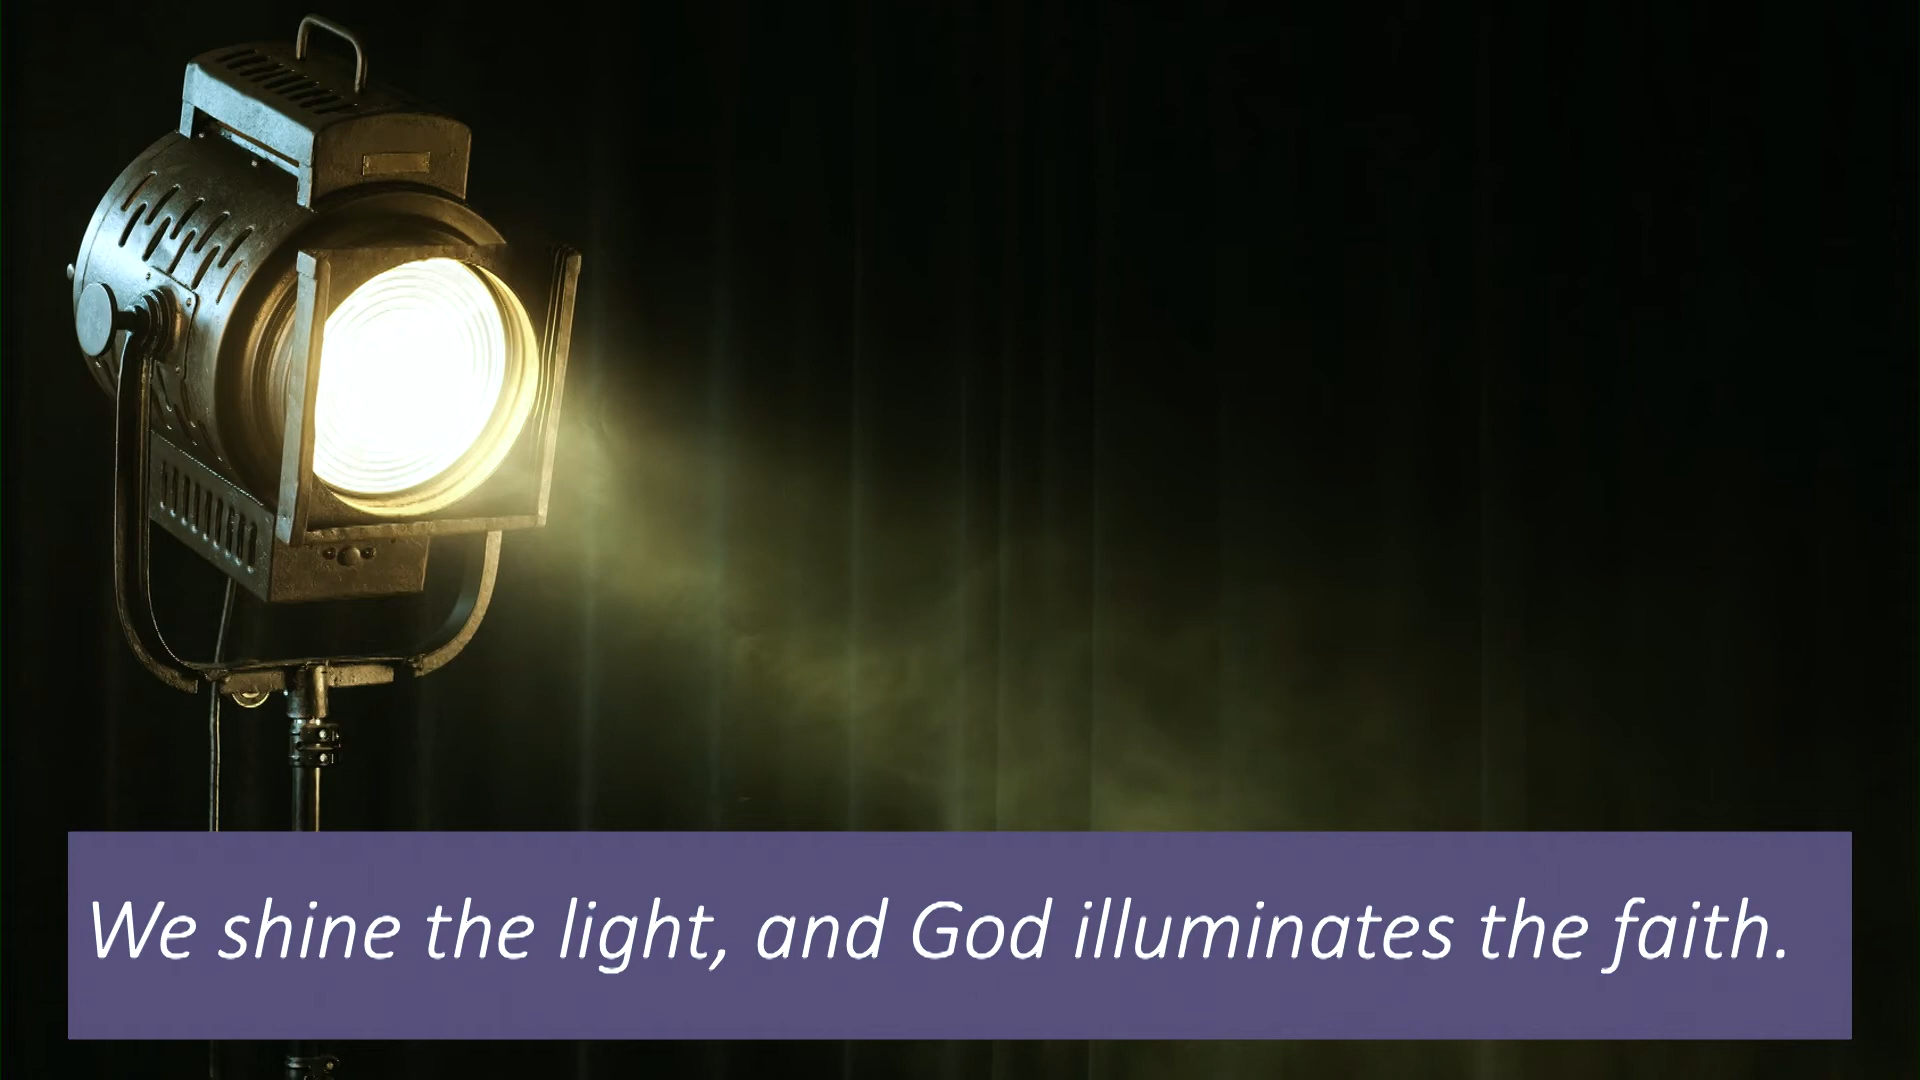 We shine the light, and God illuminates the faith.